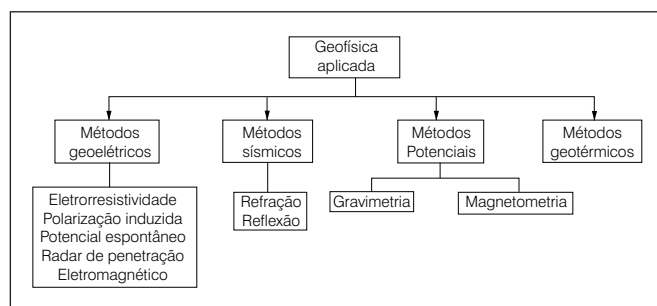 Geofísica
aplicada
Métodos
geoelétricos
Métodos
sísmicos
Métodos
Potenciais
Métodos
geotérmicos
Eletrorresistividade
Polarização induzida
Potencial espontâneo
Radar de penetração
Eletromagnético
Refração
Reflexão
Gravimetria
Magnetometria